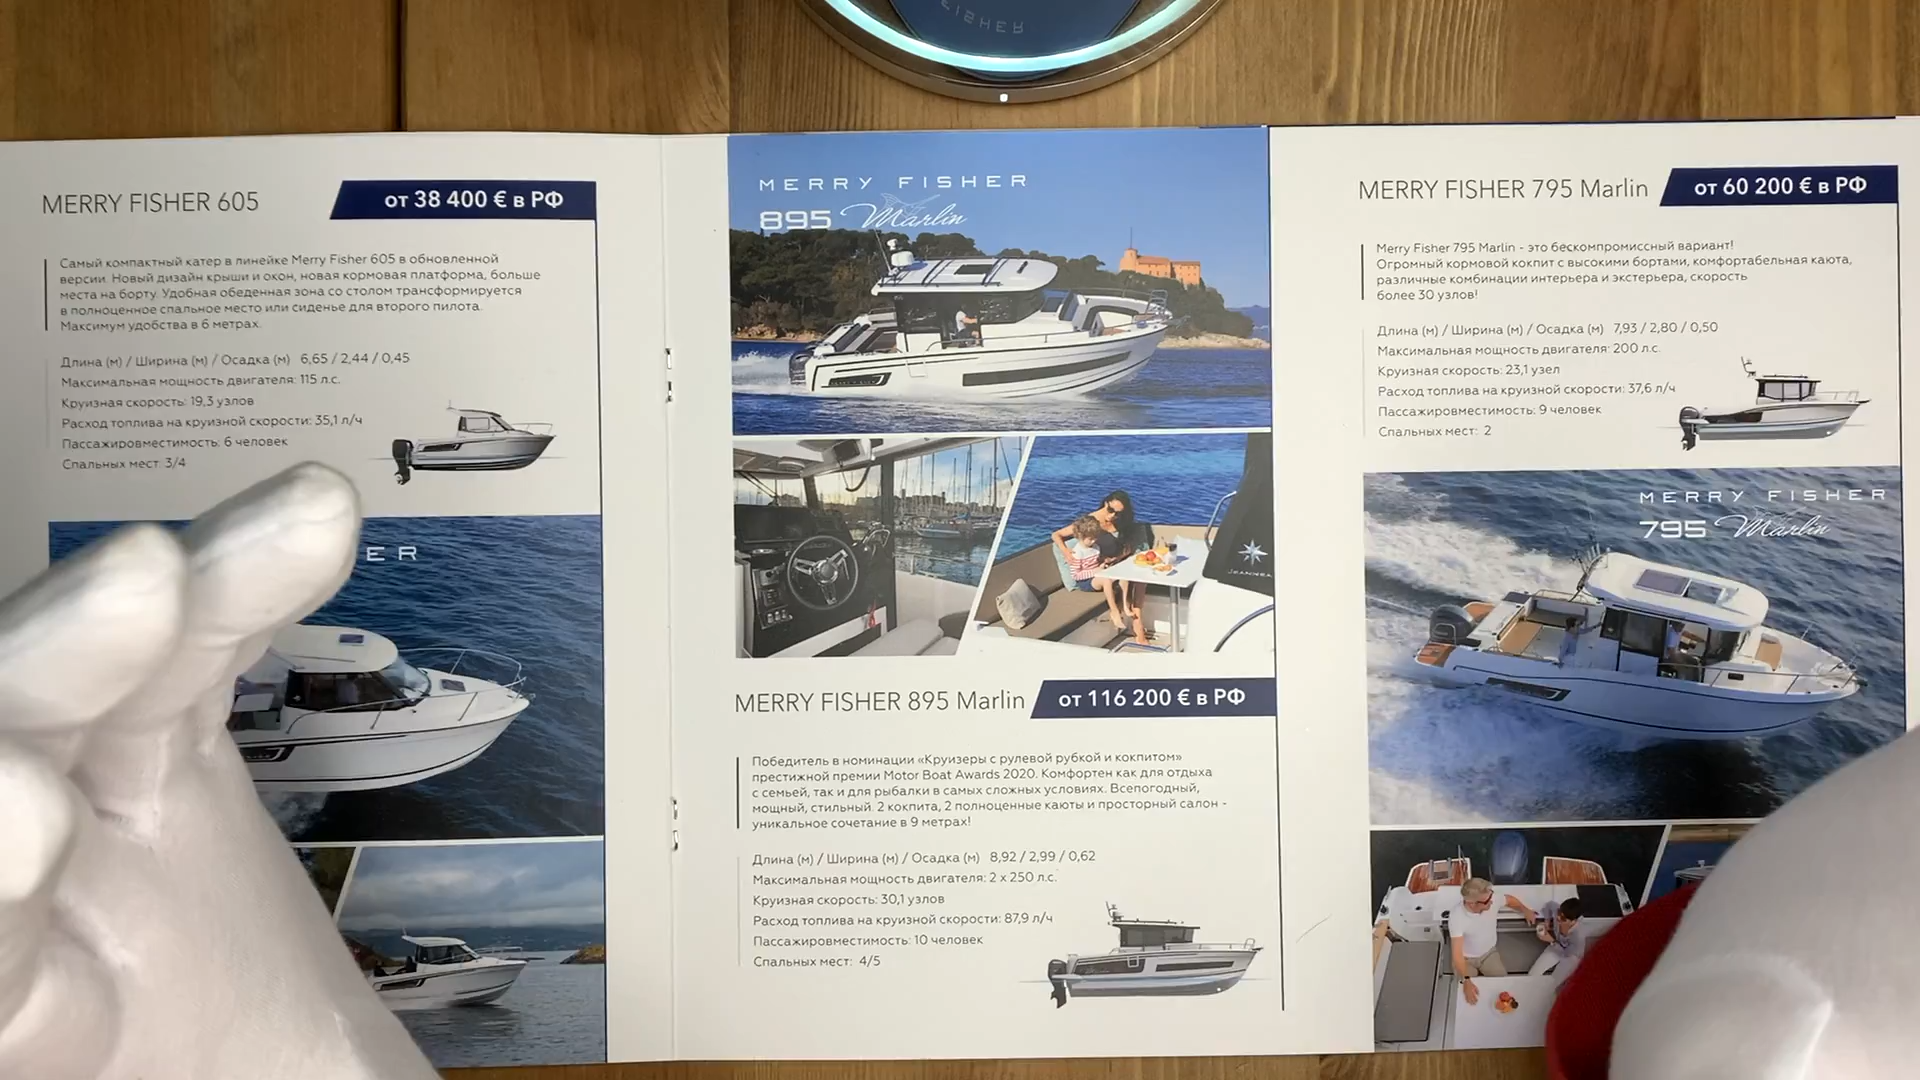 FISHER
MERRY FISHER 605
от 38 400 € в РФ
Самый компактный катер в линейке Merry Fisher 605 в обновленной
версии. Новый дизайн крыши и окон, новая кормовая платформа, больше
места на борту. Удобная обеденная зона со столом трансформируется
в полноценное спальное место или сиденье для второго пилота.
Максимум удобства в 6 метрах.
Длина (м) / Ширина (м) / Осадка (м) 6,65 / 2,44 / 0,45
Максимальная мощность двигателя: 115 л.с.
Круизная скорость: 19,3 узлов
Расход топлива на круизной скорости: 35,1 л/ч
Пассажировместимость: 6 человек
Спальных мест: 3/4
ER
MERRY FISHER
895 Marlin
JEANNEAU
MERRY FISHER 895 Marlin
от 116 200 € в РФ
Победитель в номинации «Круизеры с рулевой рубкой и кокпитом»
престижной премии Motor Boat Awards 2020. Комфортен как для отдыха
с семьей, так и для рыбалки в самых сложных условиях. Всепогодный,
мощный, стильный. 2 кокпита, 2 полноценные каюты и просторный салон -
уникальное сочетание в 9 метрах!
Длина (м) / Ширина (м) / Осадка (м) 8,92 / 2,99 / 0,62
Максимальная мощность двигателя: 2 x 250 л.с.
Круизная скорость: 30,1 узлов
Расход топлива на круизной скорости: 87,9 л/ч
Пассажировместимость: 10 человек
Спальных мест: 4/5
MERRY FISHER 795 Marlin
от 60 200 € в РФ
Merry Fisher 795 Marlin - это бескомпромиссный вариант!
Огромный кормовой кокпит с высокими бортами, комфортабельная каюта,
различные комбинации интерьера и экстерьера, скорость
более 30 узлов!
Длина (м) / Ширина (м) / Осадка (м) 7,93 / 2,80 / 0,50
Максимальная мощность двигателя: 200 л.с.
Круизная скорость: 23,1 узел
Расход топлива на круизной скорости: 37,6 л/ч
Пассажировместимость: 9 человек
Спальных мест: 2
MERRY FISHER
795 Marlin